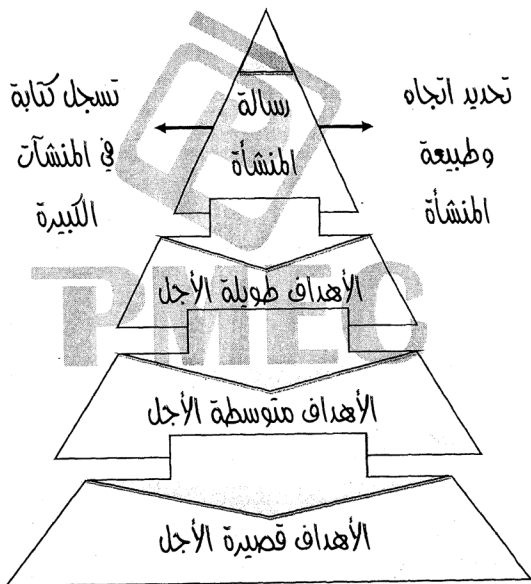 تحديد اتجاه
وطبيعة
المنشأة
رسالة
المنشأة
تسجل كتابة
في المنشآت
الكبيرة
الأهداف طويلة الأجل
PMEC
الأهداف متوسطة الأجل
الأهداف قصيرة الأجل